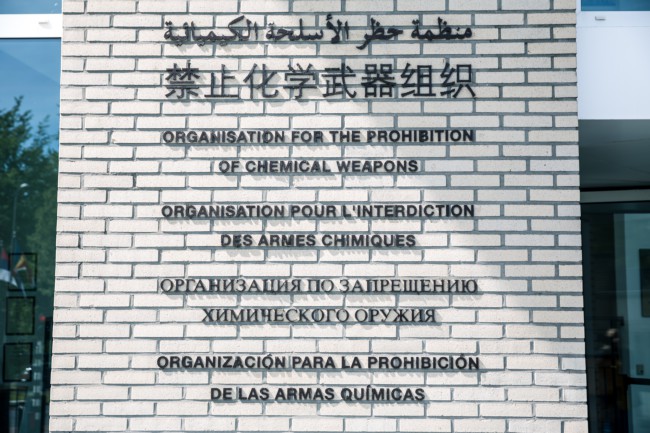 منظمة حظر الأسلحة الكيميائية
禁止化学武器组织
ORGANISATION FOR THE PROHIBITION
OF CHEMICAL WEAPONS
ORGANISATION POUR L'INTERDICTION
DES ARMES CHIMIQUES
ОРГАНИЗАЦИЯ ПО ЗАПРЕЩЕНИЮ
ХИМИЧЕСКОГО ОРУЖИЯ
ORGANIZACIÓN PARA LA PROHIBICIÓN
DE LAS ARMAS QUÍMICAS